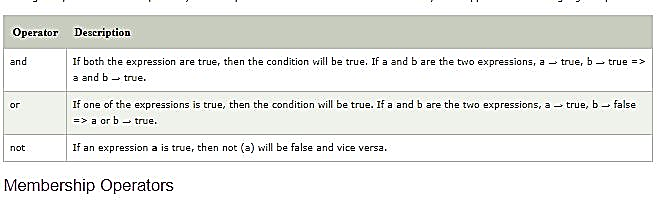 Operator Description
and If both the expression are true, then the condition will be true. If a and b are the two expressions, a → true, b → true =>
a and b → true.
or If one of the expressions is true, then the condition will be true. If a and b are the two expressions, a → true, b → false
=> a or b → true.
not If an expression a is true, then not (a) will be false and vice versa.
Membership Operators